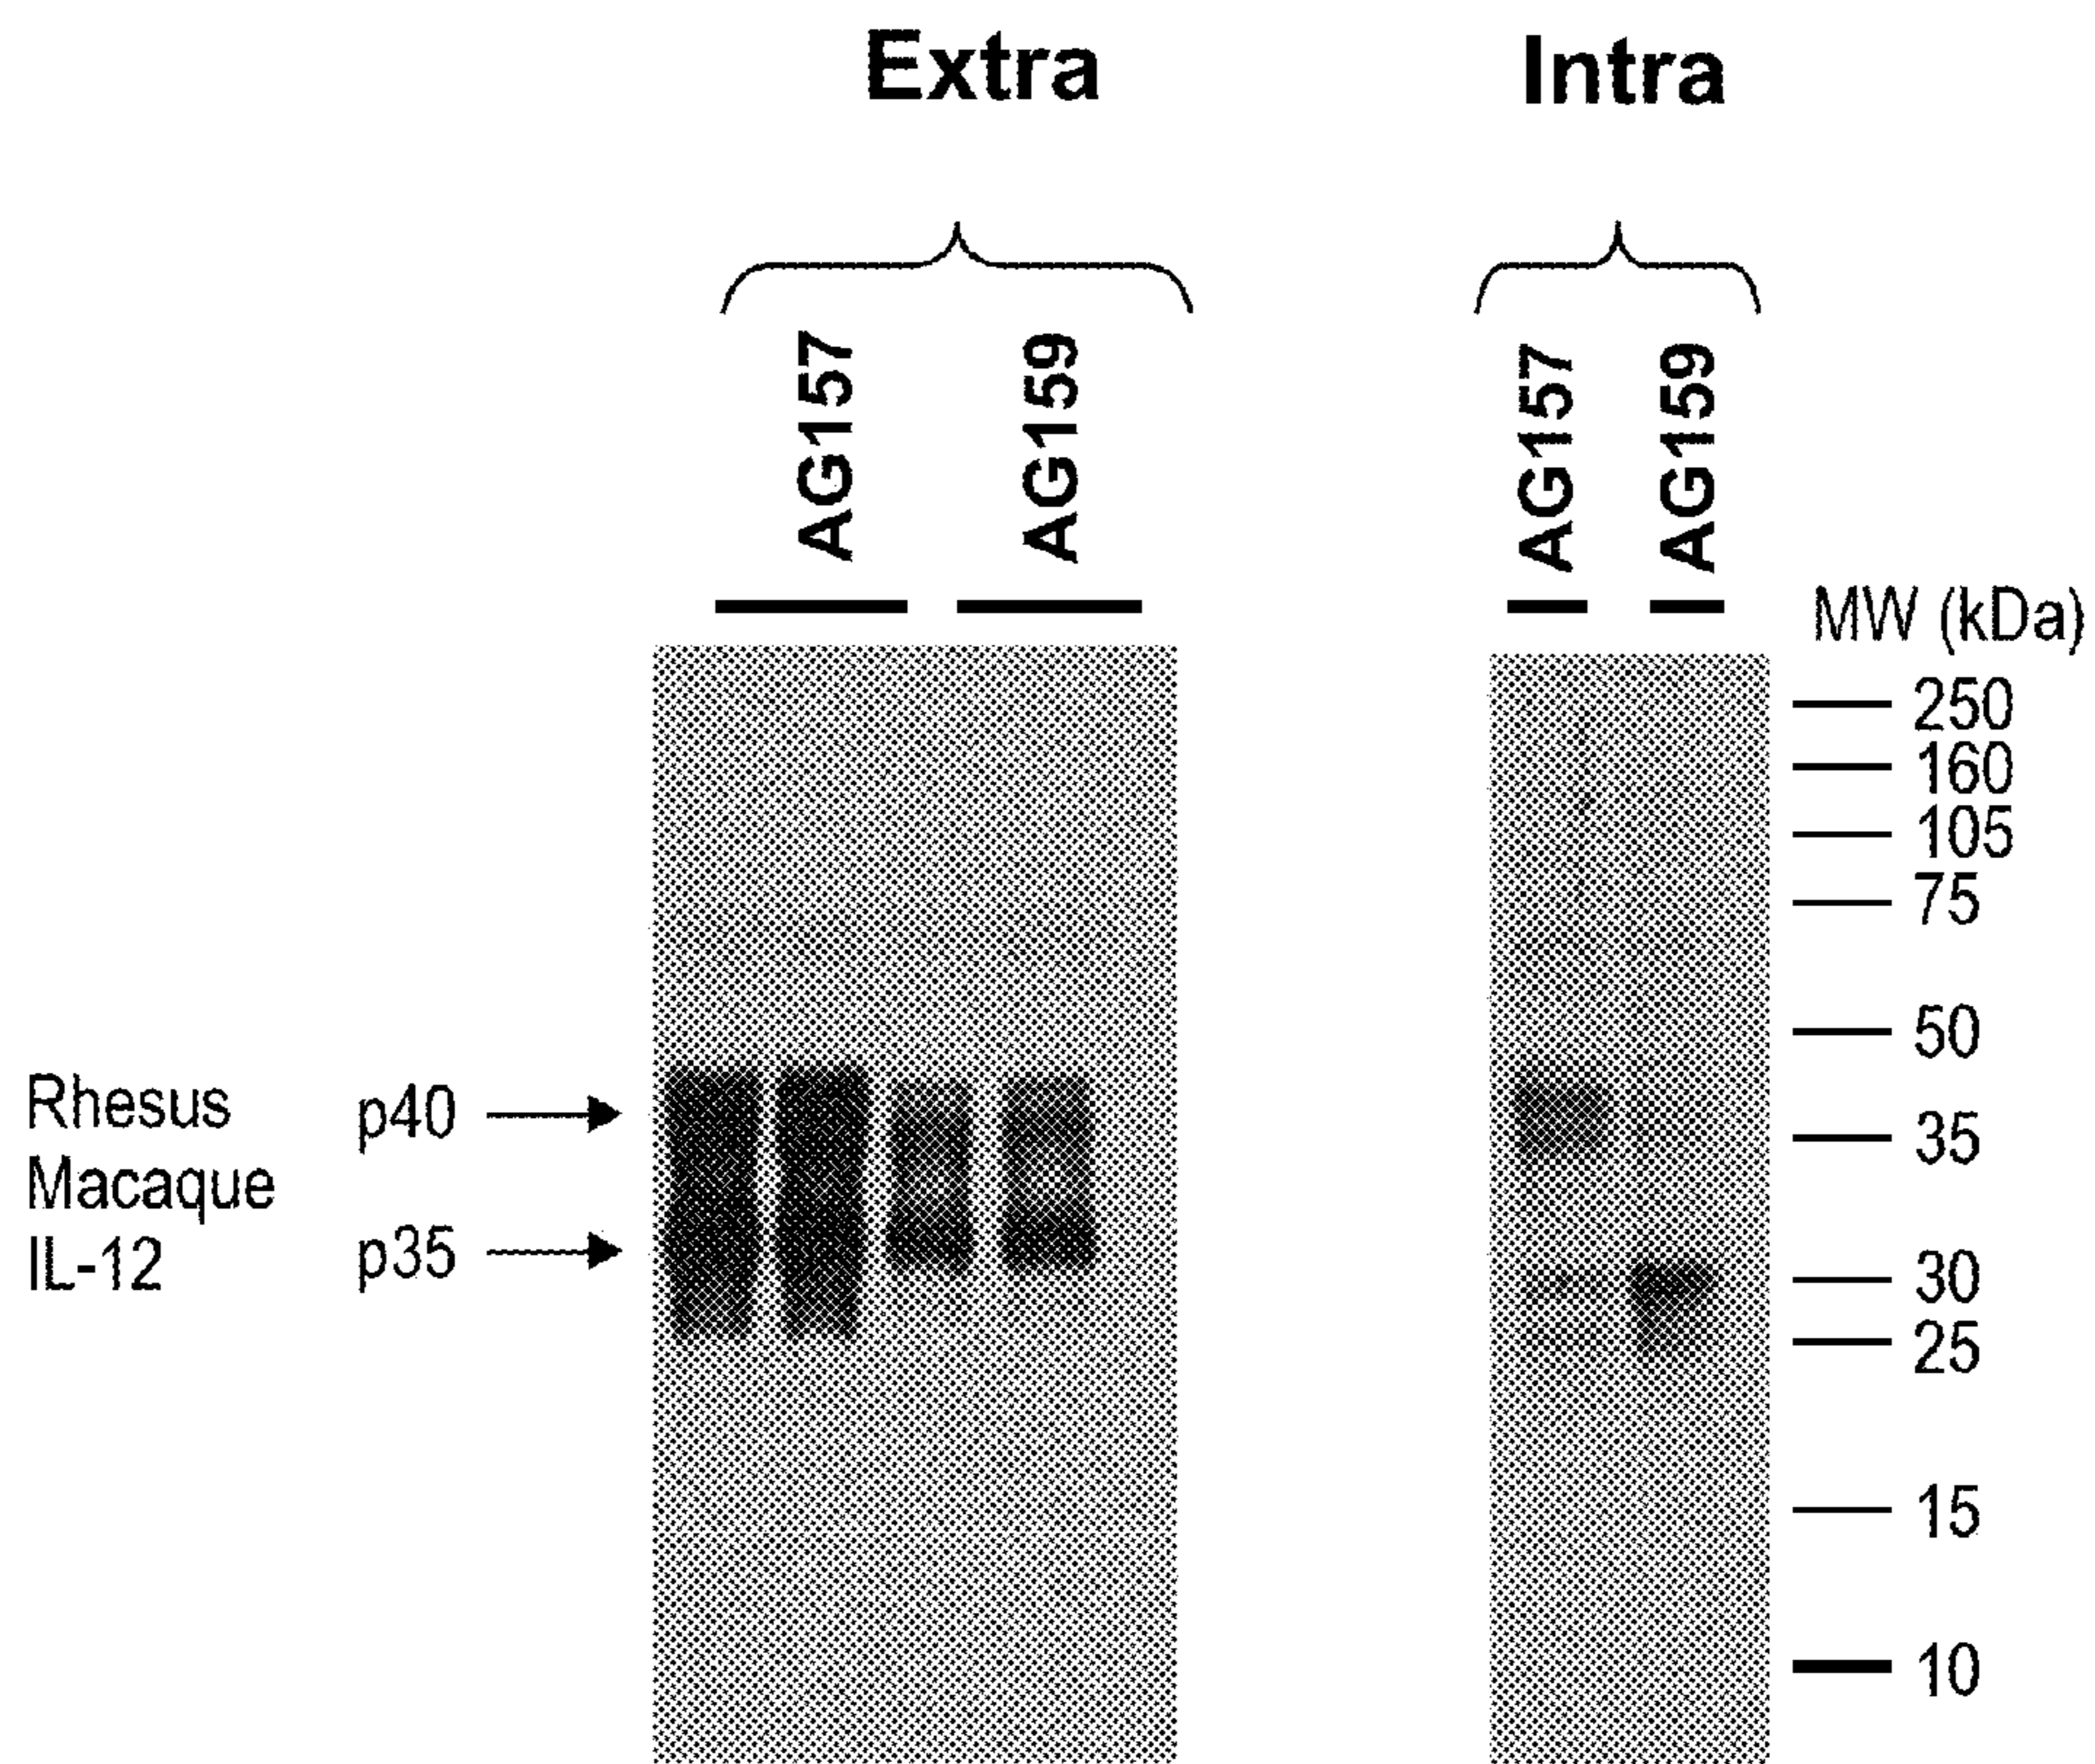 Extra
Intra
AG157
AG159
AG157
AG159
MW (kDa)
250
160
105
75
50
35
30
25
15
10
Rhesus
Macaque
IL-12
p40
p35